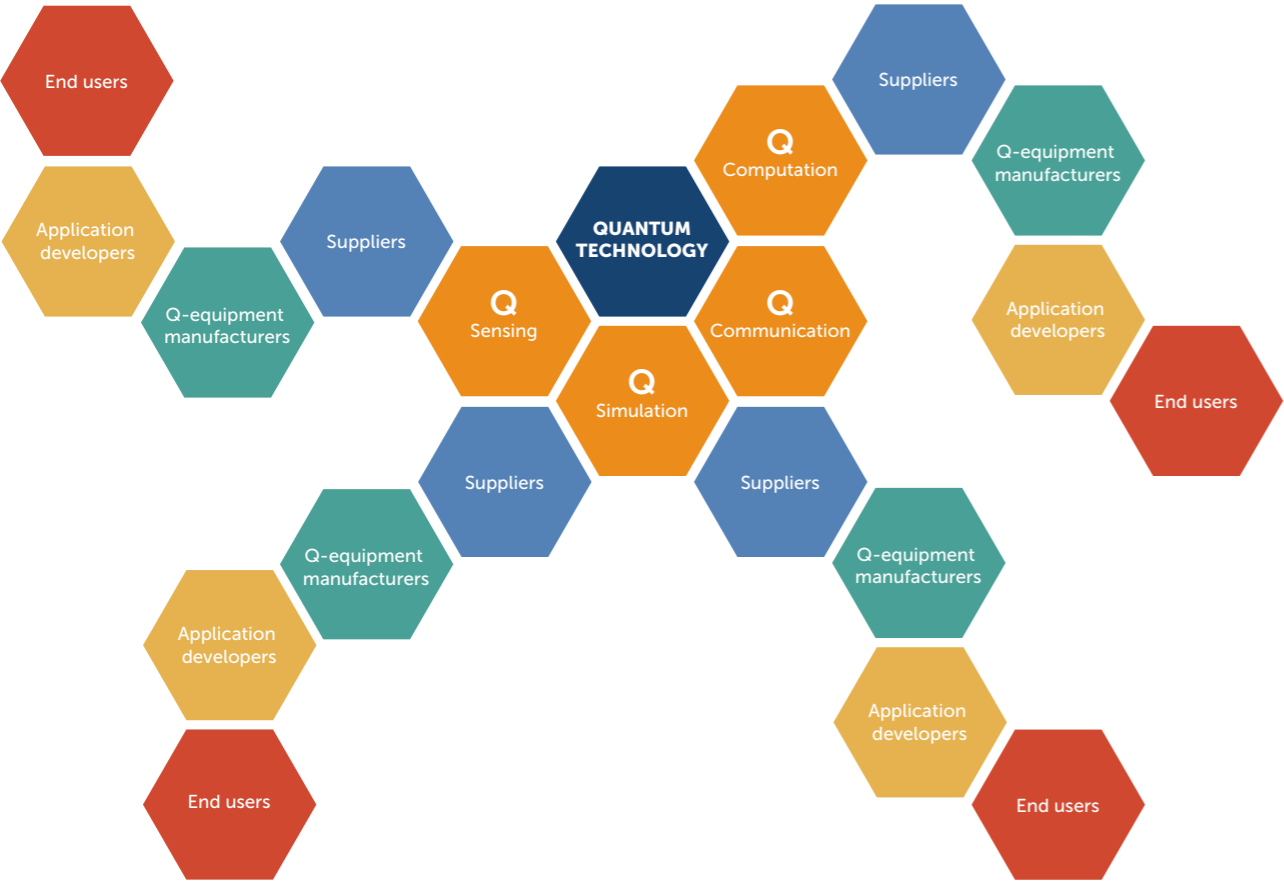 End users
Suppliers
Q
Computation
Q-equipment
manufacturers
Application
developers
Suppliers
QUANTUM
TECHNOLOGY
Q-equipment
manufacturers
Q
Sensing
Q
Communication
Application
developers
Q
Simulation
End users
Suppliers
Suppliers
Q-equipment
manufacturers
Q-equipment
manufacturers
Application
developers
Application
developers
End users
End users